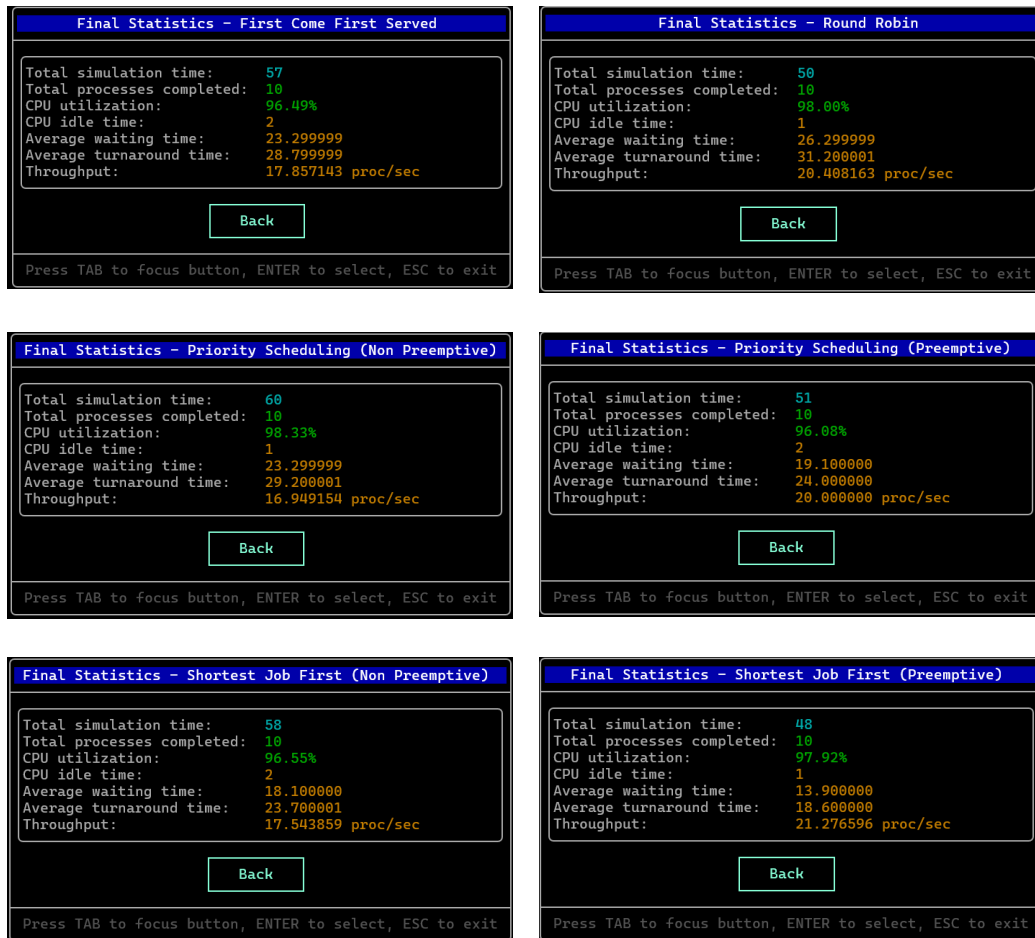 Final Statistics - First Come First Served
Total simulation time: 57
Total processes completed: 10
CPU utilization: 96.49%
CPU idle time: 2
Average waiting time: 23.299999
Average turnaround time: 28.799999
Throughput: 17.857143 proc/sec
Back
Press TAB to focus button, ENTER to select, ESC to exit
Final Statistics - Round Robin
Total simulation time: 50
Total processes completed: 10
CPU utilization: 98.00%
CPU idle time: 1
Average waiting time: 26.299999
Average turnaround time: 31.200001
Throughput: 20.408163 proc/sec
Back
Press TAB to focus button, ENTER to select, ESC to exit
Final Statistics - Priority Scheduling (Non Preemptive)
Total simulation time: 60
Total processes completed: 10
CPU utilization: 98.33%
CPU idle time: 1
Average waiting time: 23.299999
Average turnaround time: 29.200001
Throughput: 16.949154 proc/sec
Back
Press TAB to focus button, ENTER to select, ESC to exit
Final Statistics - Priority Scheduling (Preemptive)
Total simulation time: 51
Total processes completed: 10
CPU utilization: 96.08%
CPU idle time: 2
Average waiting time: 19.100000
Average turnaround time: 24.000000
Throughput: 20.000000 proc/sec
Back
Press TAB to focus button, ENTER to select, ESC to exit
Final Statistics - Shortest Job First (Non Preemptive)
Total simulation time: 58
Total processes completed: 10
CPU utilization: 96.55%
CPU idle time: 2
Average waiting time: 18.100000
Average turnaround time: 23.700001
Throughput: 17.543859 proc/sec
Back
Press TAB to focus button, ENTER to select, ESC to exit
Final Statistics - Shortest Job First (Preemptive)
Total simulation time: 48
Total processes completed: 10
CPU utilization: 97.92%
CPU idle time: 1
Average waiting time: 13.900000
Average turnaround time: 18.600000
Throughput: 21.276596 proc/sec
Back
Press TAB to focus button, ENTER to select, ESC to exit